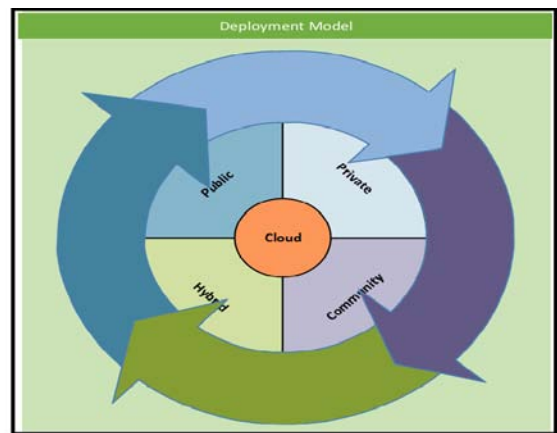 Deployment Model
Public
Private
Cloud
Hybrid
Community